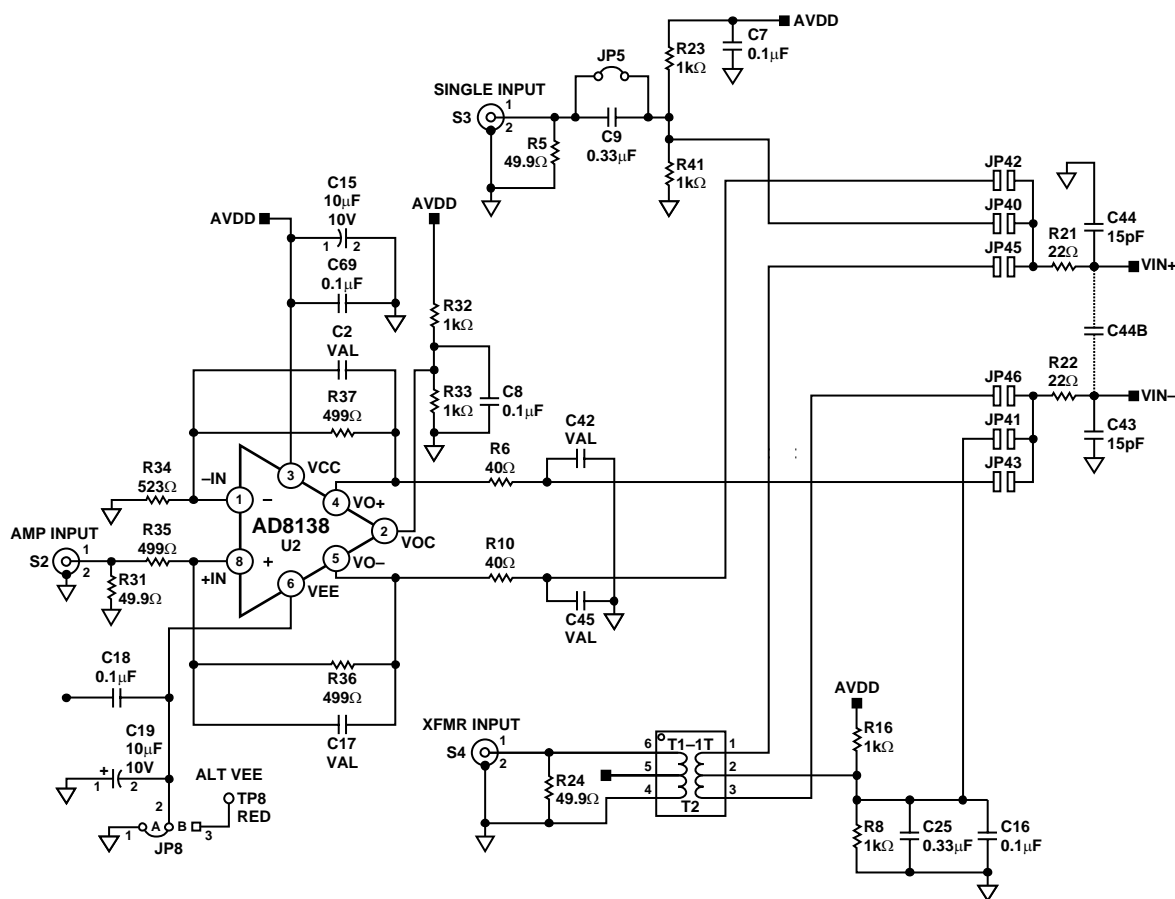 AVDD
C7
0.1µF
R23
1kΩ
JP5
SINGLE INPUT
S3
1
2
R5
49.9Ω
C9
0.33µF
R41
1kΩ
JP42
JP40
JP45
C44
15pF
R21
22Ω
VIN+
C44B
C15
10µF
10V
1
2
AVDD
C69
0.1µF
AVDD
R32
1kΩ
C2
VAL
R37
499Ω
R33
1kΩ
C8
0.1µF
R22
22Ω
JP46
VIN–
JP41
C43
15pF
JP43
C42
VAL
R6
40Ω
R34
523Ω
–IN
1
–
3
VCC
4
VO+
AD8138
U2
2
VOC
AMP INPUT
S2
1
2
R35
499Ω
R31
49.9Ω
8
+
+IN
5
VO–
6
VEE
R10
40Ω
C45
VAL
C18
0.1µF
R36
499Ω
C17
VAL
C19
10µF
10V
+
1
2
ALT VEE
TP8
RED
2
1
A
B
3
JP8
XFMR INPUT
S4
1
2
R24
49.9Ω
6
5
4
T1–1T
1
2
3
T2
AVDD
R16
1kΩ
R8
1kΩ
C25
0.33µF
C16
0.1µF